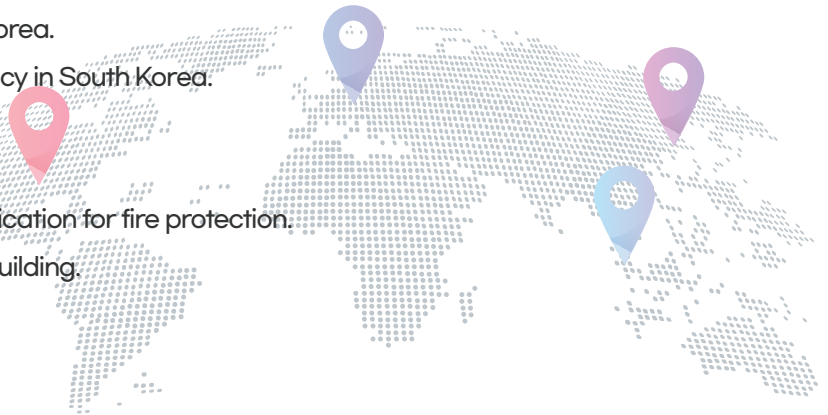 orea.
cy in South Korea.
ication for fire protection.
uilding.